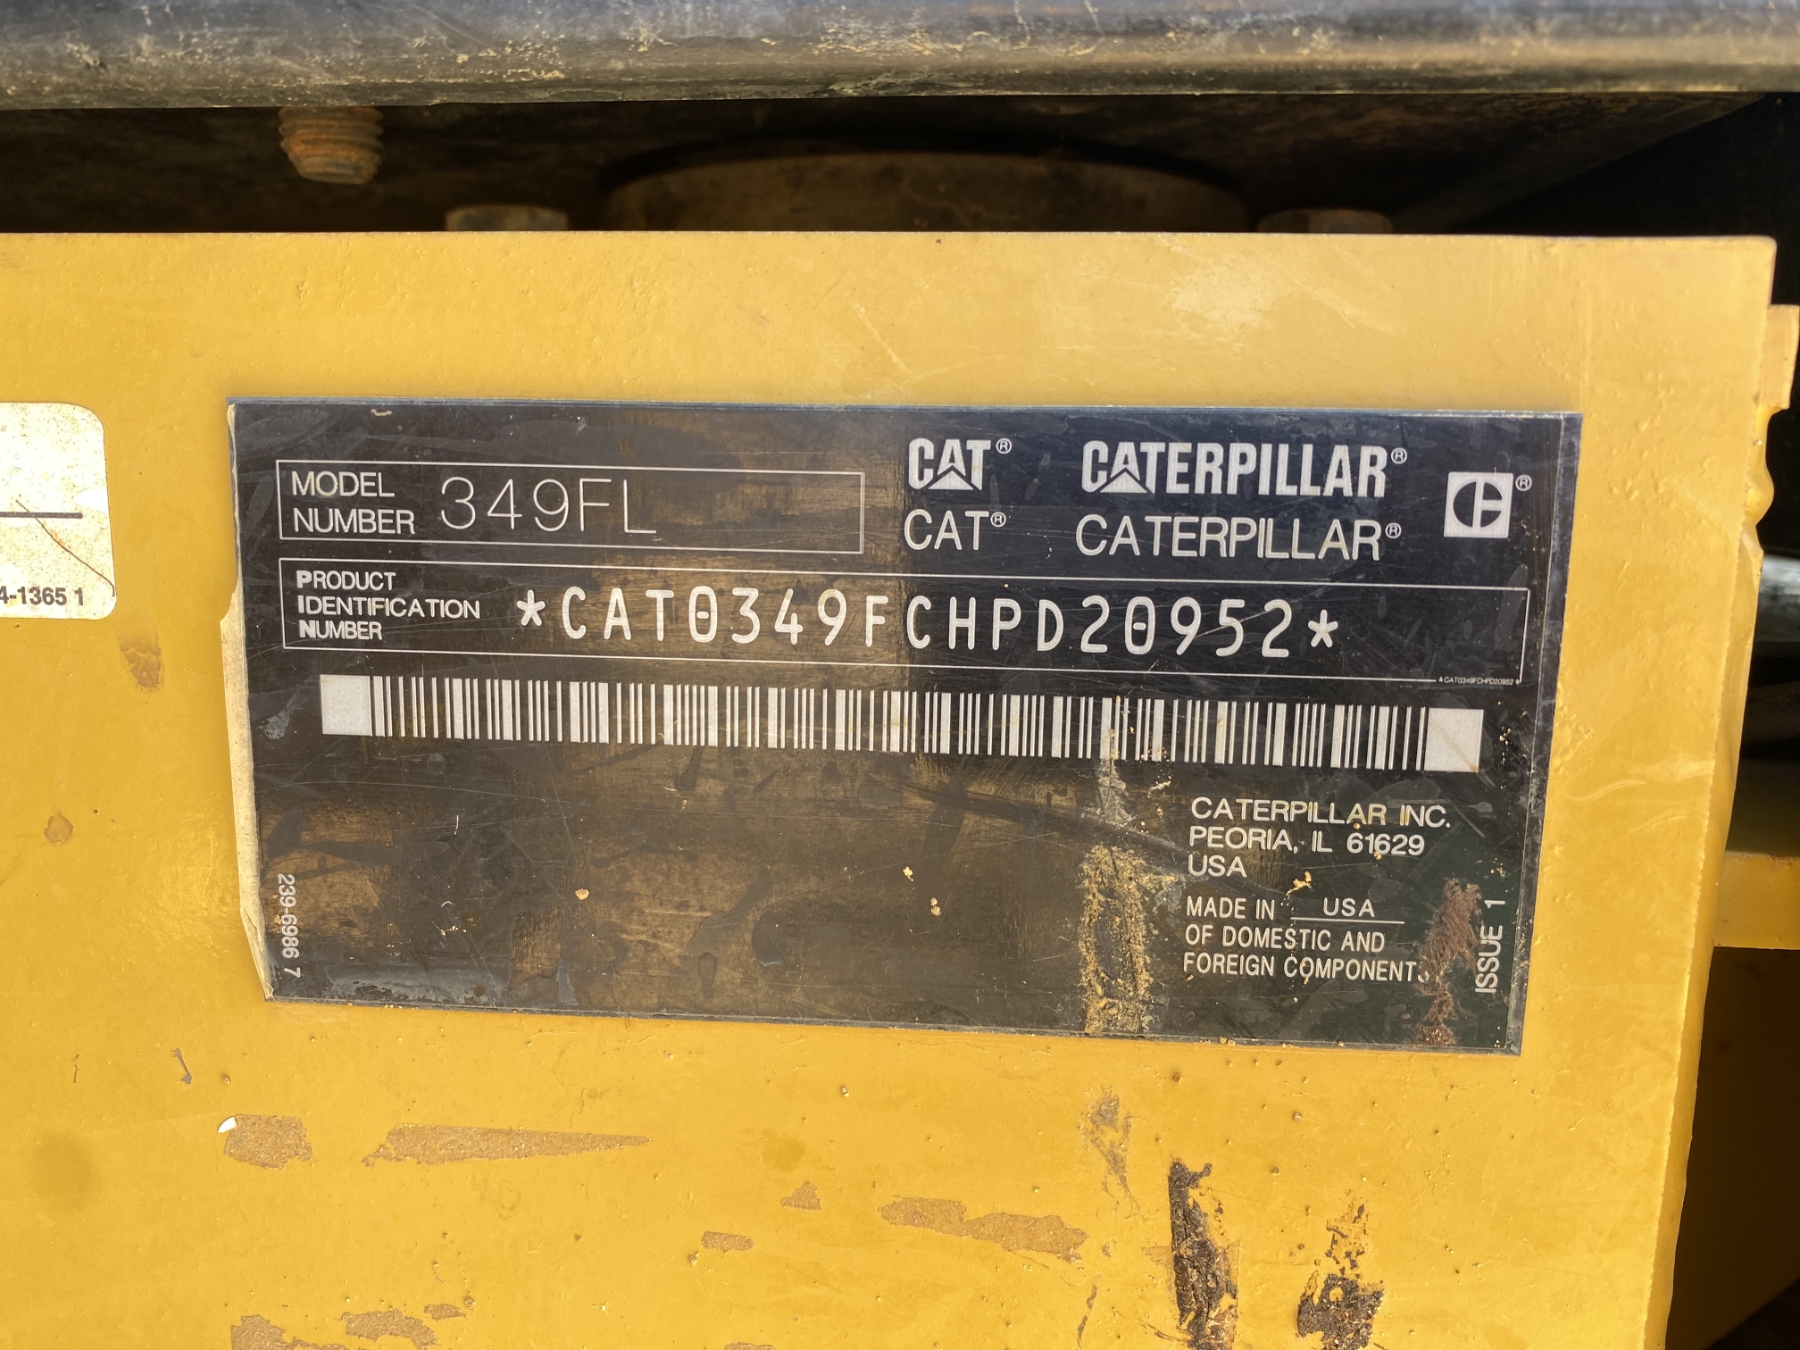 MODEL
NUMBER 349FL
CAT® CATERPILLAR®
CAT® CATERPILLAR®
PRODUCT
IDENTIFICATION
NUMBER
*CAT0349FCHPD20952*
*CAT0349FCHPD20952*
CATERPILLAR INC.
PEORIA, IL 61629
USA
MADE IN USA
OF DOMESTIC AND
FOREIGN COMPONENTS
ISSUE 1
239-6986 7
4-1365 1